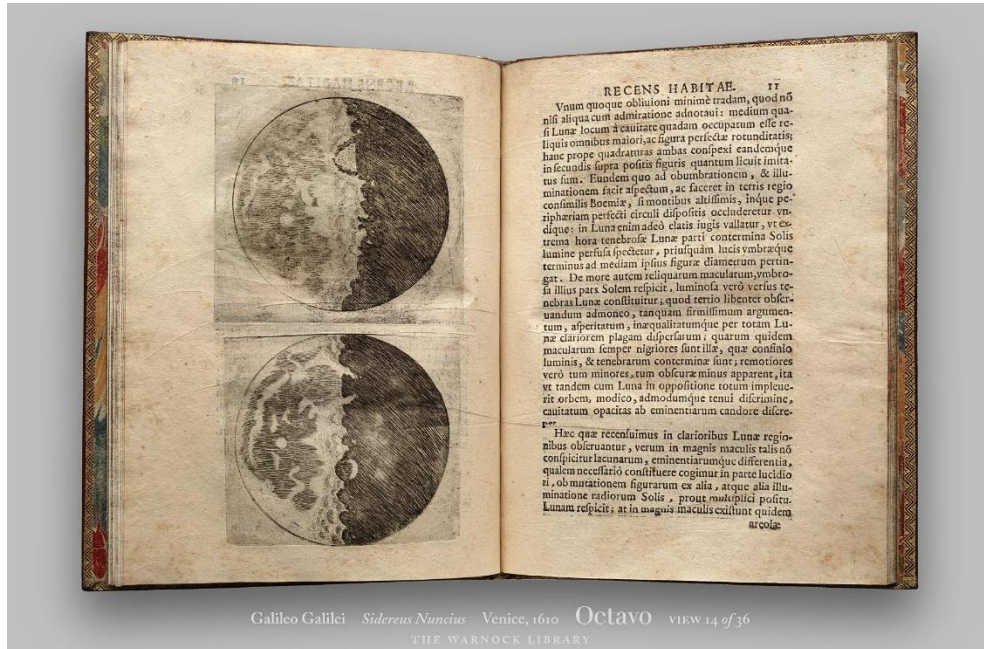 RECENS HABITAE. 11
Vnum quoque obliuioni minimè tradam, quod nõ
nisi aliqua cum admiratione adnotaui: medium qua-
si Lunæ locum à cauitate quadam occupatum esse re-
liquis omnibus maiori, ac figura perfectæ rotunditatis;
hanc prope quadraturas ambas conspexi eandemque
in secundis supra positis figuris quantum licuit imita-
tus sum. Eundem quo ad obumbrationem, & illu-
minationem facit aspectum, ac faceret in terris regio
consimilis Boemiæ, si montibus altissimis, inque pe-
riphæriam perfecti circuli dispositis occluderetur vn-
dique: in Luna enim adeò elatis iugis vallatur, vt ex-
trema hora tenebrosæ Lunæ parti contermina Solis
lumine perfusa spectetur, priusquàm lucis vmbræque
terminus ad mediam ipsius figuræ diametrum pertin-
gat. De more autem reliquarum macularum, vmbro-
sa illius pars Solem respicit, luminosa verò versus te-
nebras Lunæ constituitur; quod tertio libenter obser-
uandum admoneo, tanquam firmissimum argumen-
tum, asperitatum, inæqualitatumque per totam Lu-
næ clariorem plagam dispersarum; quarum quidem
macularum semper nigriores sunt illæ, quæ confinio
luminis, & tenebrarum conterminæ sunt; remotiores
verò tum minores, tum obscuræ minus apparent, ita
vt tandem cum Luna in oppositione totum impleue-
rit orbem, modico, admodumque tenui discrimine,
cauitatum opacitas ab eminentiarum candore discre-
pet.
Hæc quæ recensuimus in clarioribus Lunæ regio-
nibus obseruantur, verum in magnis maculis talis nõ
conspicitur lacunarum, eminentiarumque differentia,
qualem necessariò constituere cogimur in parte lucidio
ri, ob mutationem figurarum ex alia, atque alia illu-
minatione radiorum Solis, prout multiplici positu
Lunam respicit; at in magnis maculis existunt quidem
areolæ
Galileo Galilei Sidereus Nuncius Venice, 1610 Octavo VIEW 14 of 36
THE WARNOCK LIBRARY